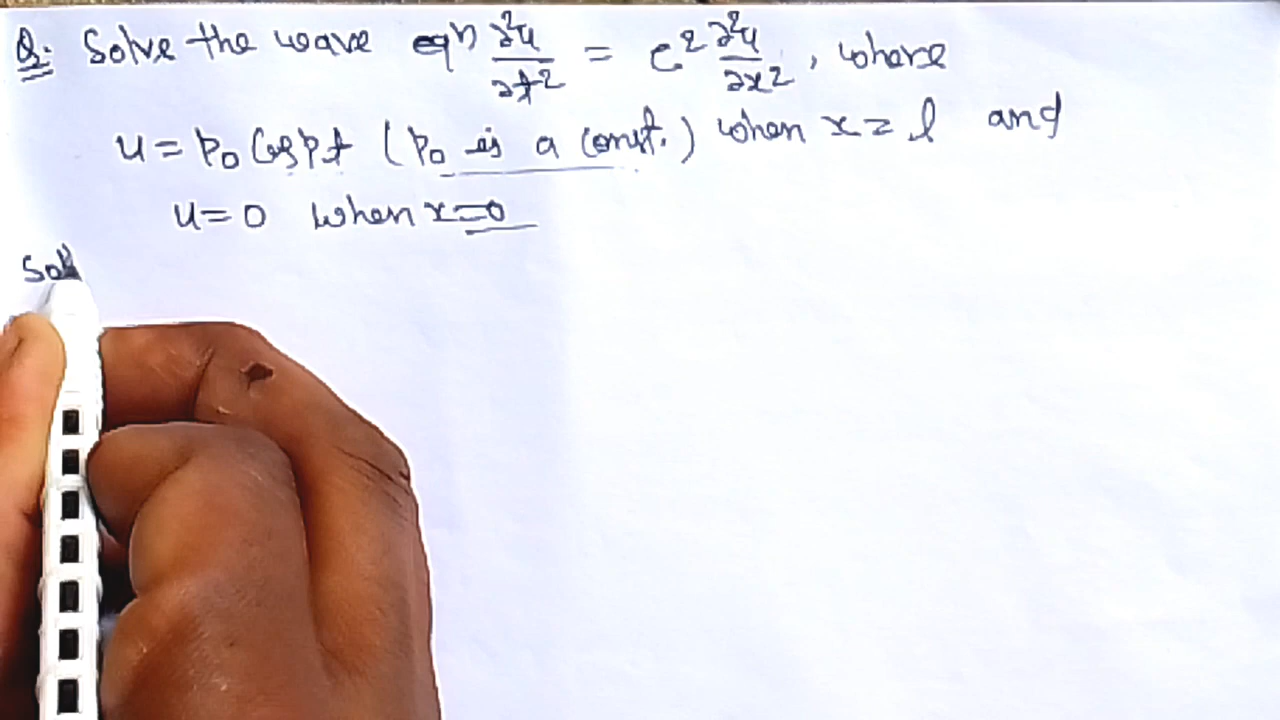 Q. Solve the wave eqn ∂²u/∂t² = c² ∂²u/∂x², where
u = p₀ Cos pt (p₀ is a const.) when x = l and
u = 0 when x = 0
Sol